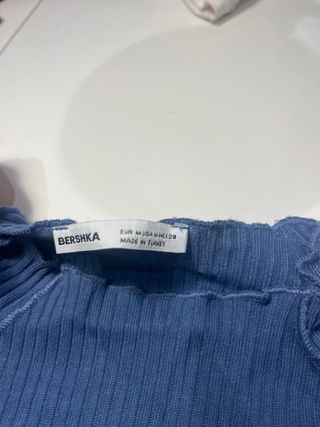 BERSHKA
EUR M USA M MEX 28
MADE IN TURKEY